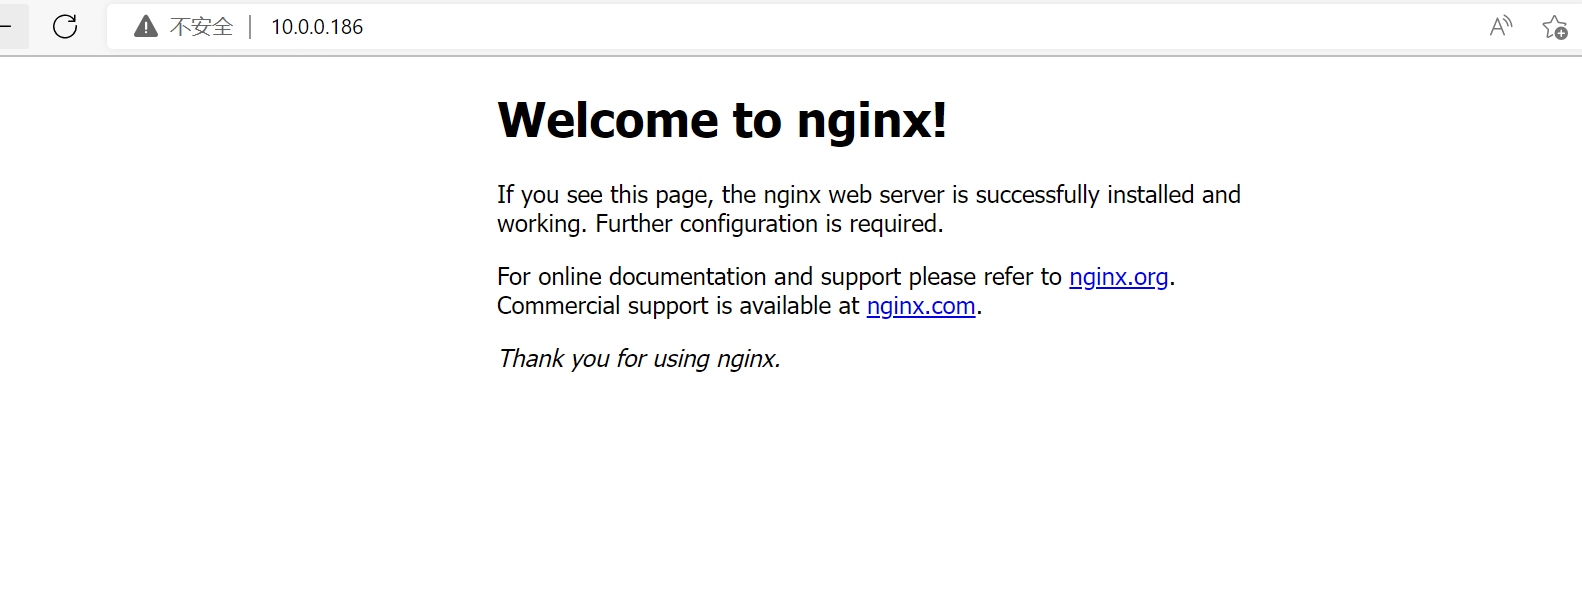 不安全 | 10.0.0.186
Welcome to nginx!
If you see this page, the nginx web server is successfully installed and
working. Further configuration is required.
For online documentation and support please refer to nginx.org.
Commercial support is available at nginx.com.
Thank you for using nginx.